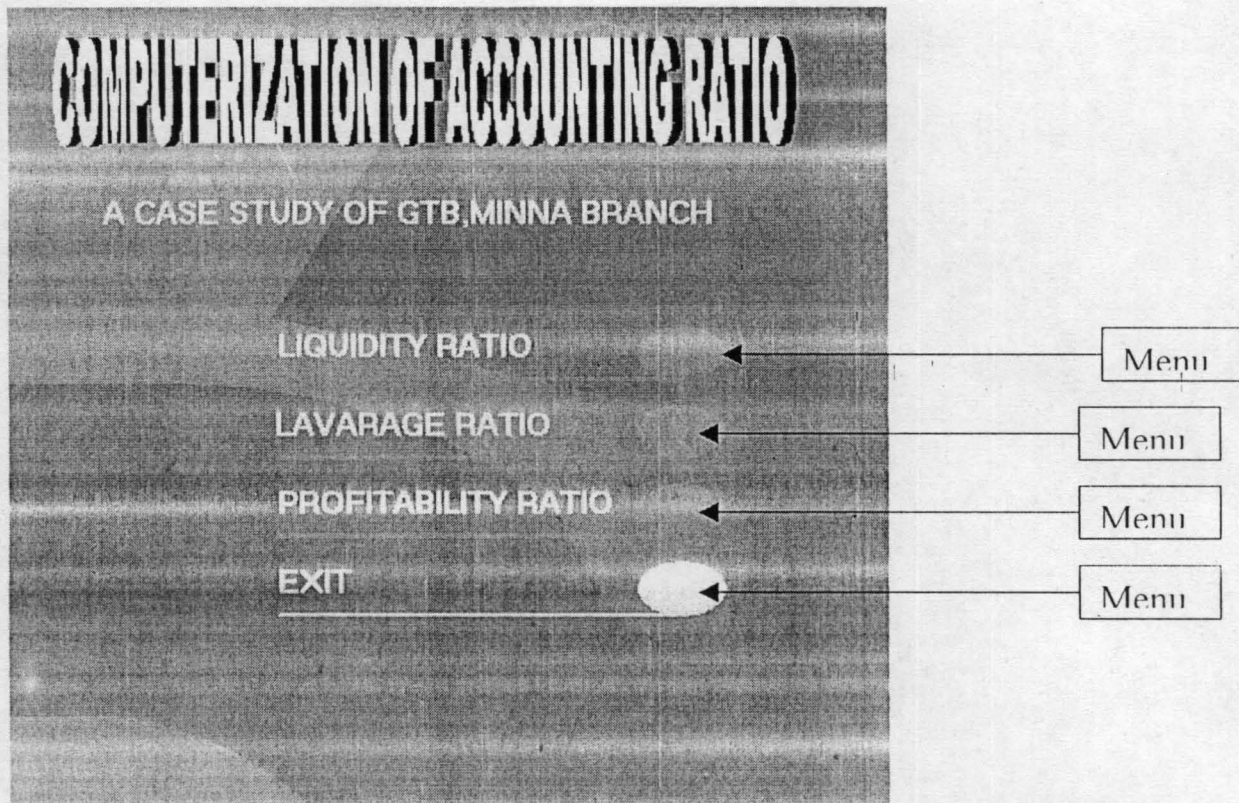 COMPUTERIZATION OF ACCOUNTING RATIO
A CASE STUDY OF GTB,MINNA BRANCH
LIQUIDITY RATIO
Menu
LAVARAGE RATIO
Menu
PROFITABILITY RATIO
Menu
EXIT
Menu